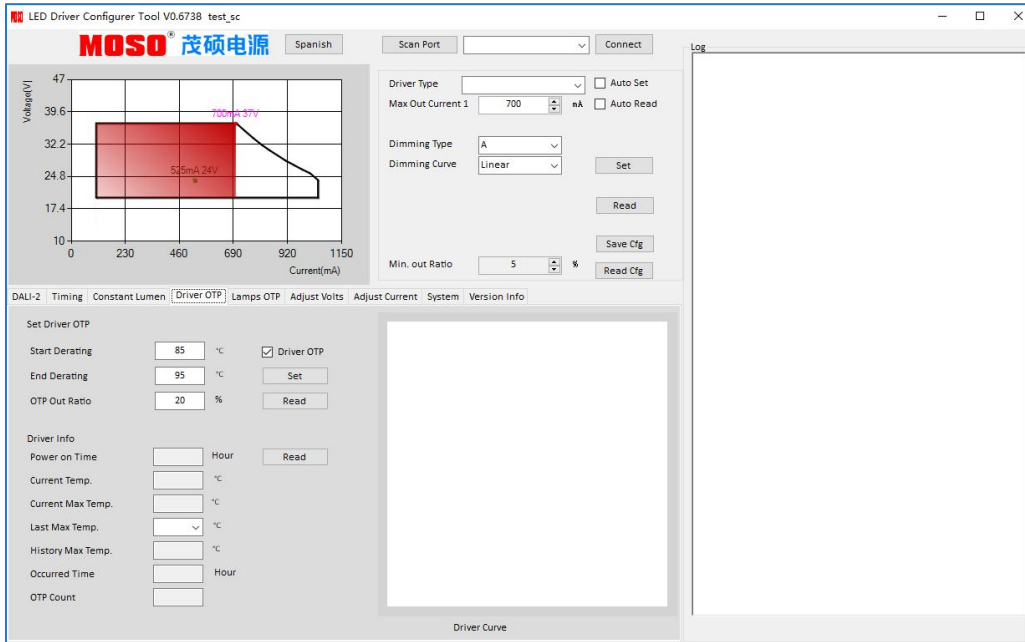 LED Driver Configurer Tool V0.6738 test_sc
MOSO® 茂硕电源
Spanish
Scan Port
Connect
Log
Voltage(V)
47
39.6
32.2
24.8
17.4
10
700mA 37V
525mA 24V
0 230 460 690 920 1150
Current(mA)
Driver Type
Auto Set
Max Out Current 1 700 mA
Auto Read
Dimming Type A
Dimming Curve Linear
Set
Read
Save Cfg
Min. out Ratio 5 %
Read Cfg
DALI-2 Timing Constant Lumen Driver OTP Lamps OTP Adjust Volts Adjust Current System Version Info
Set Driver OTP
Start Derating 85 °C Driver OTP
End Derating 95 °C Set
OTP Out Ratio 20 % Read
Driver Info
Power on Time Hour Read
Current Temp. °C
Current Max Temp. °C
Last Max Temp. °C
History Max Temp. °C
Occurred Time Hour
OTP Count
Driver Curve